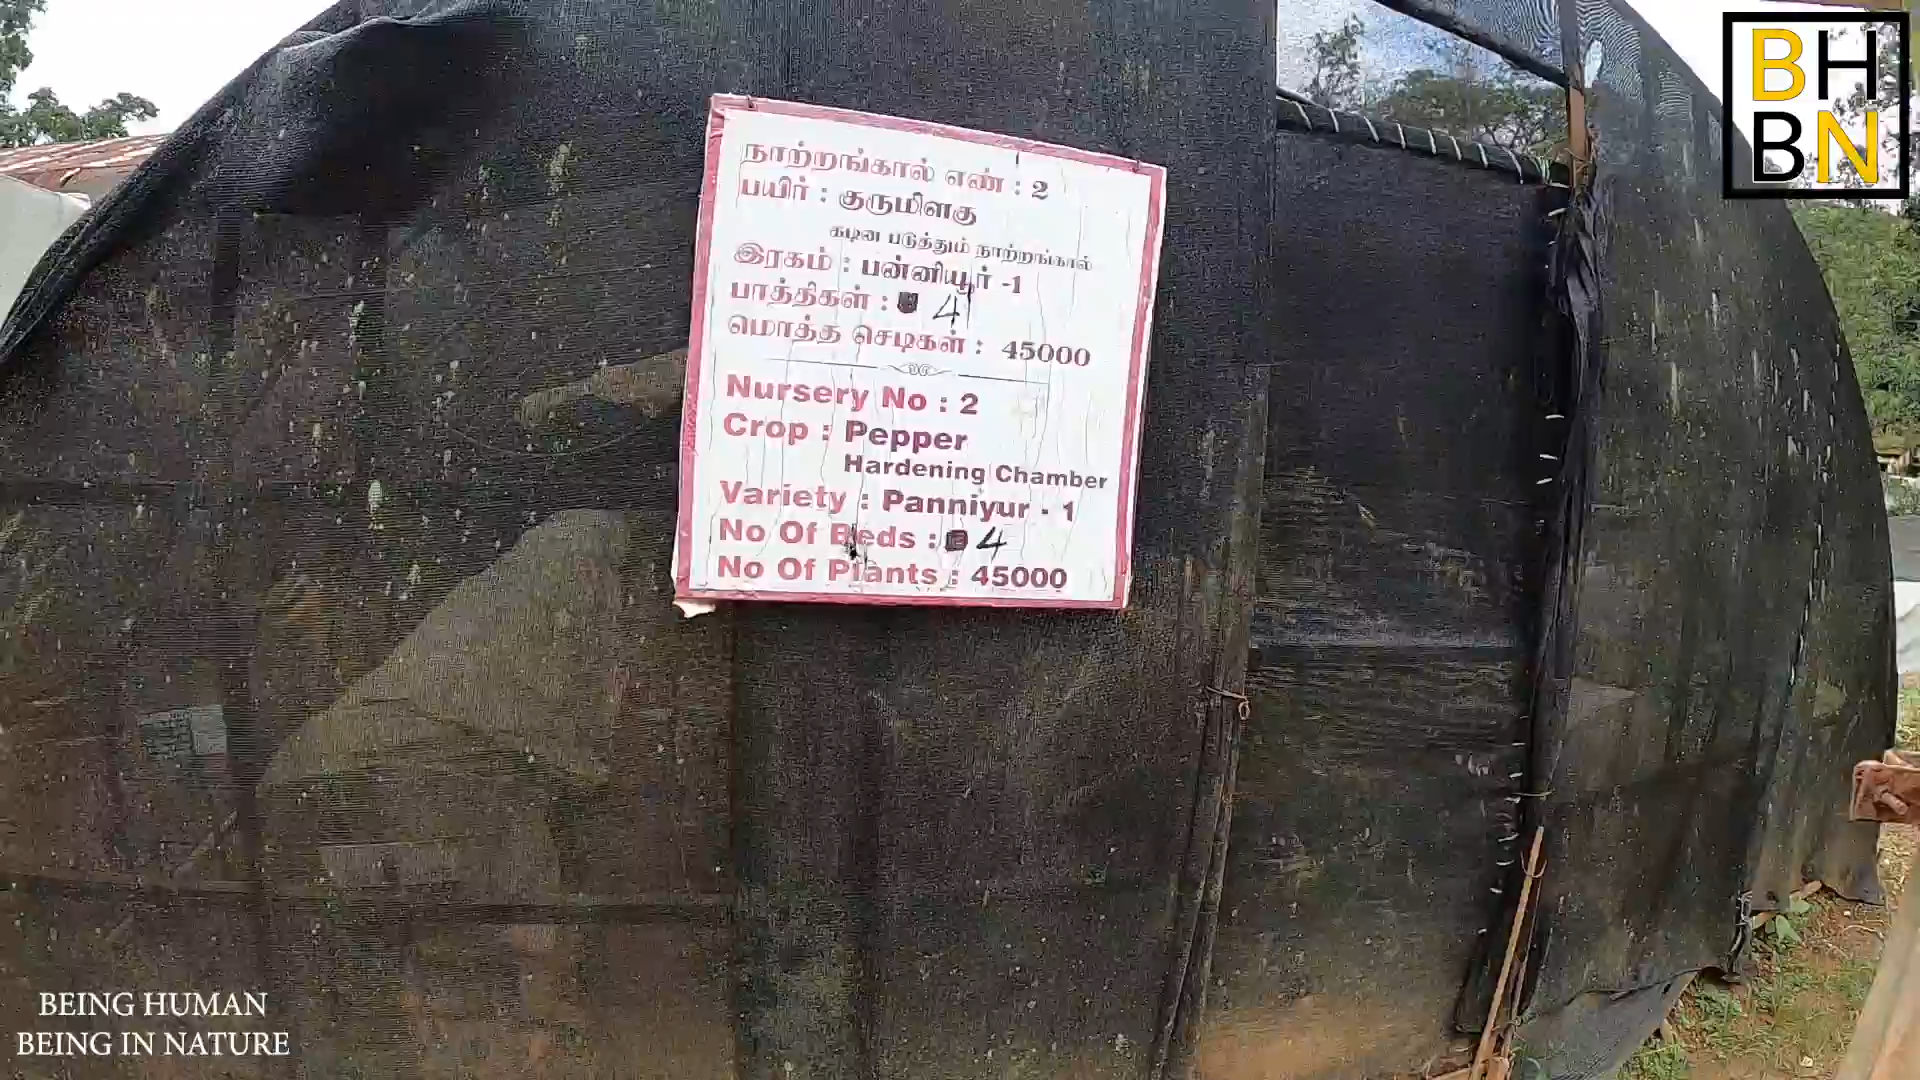 நாற்றங்கால் எண் : 2
பயிர் : குருமிளகு
கடின படுத்தும் நாற்றங்கால்
இரகம் : பன்னியூர் -1
பாத்திகள் : 4
மொத்த செடிகள் : 45000
Nursery No : 2
Crop : Pepper
Hardening Chamber
Variety : Panniyur - 1
No Of Beds : 4
No Of Plants : 45000
BH
BN
BEING HUMAN
BEING IN NATURE